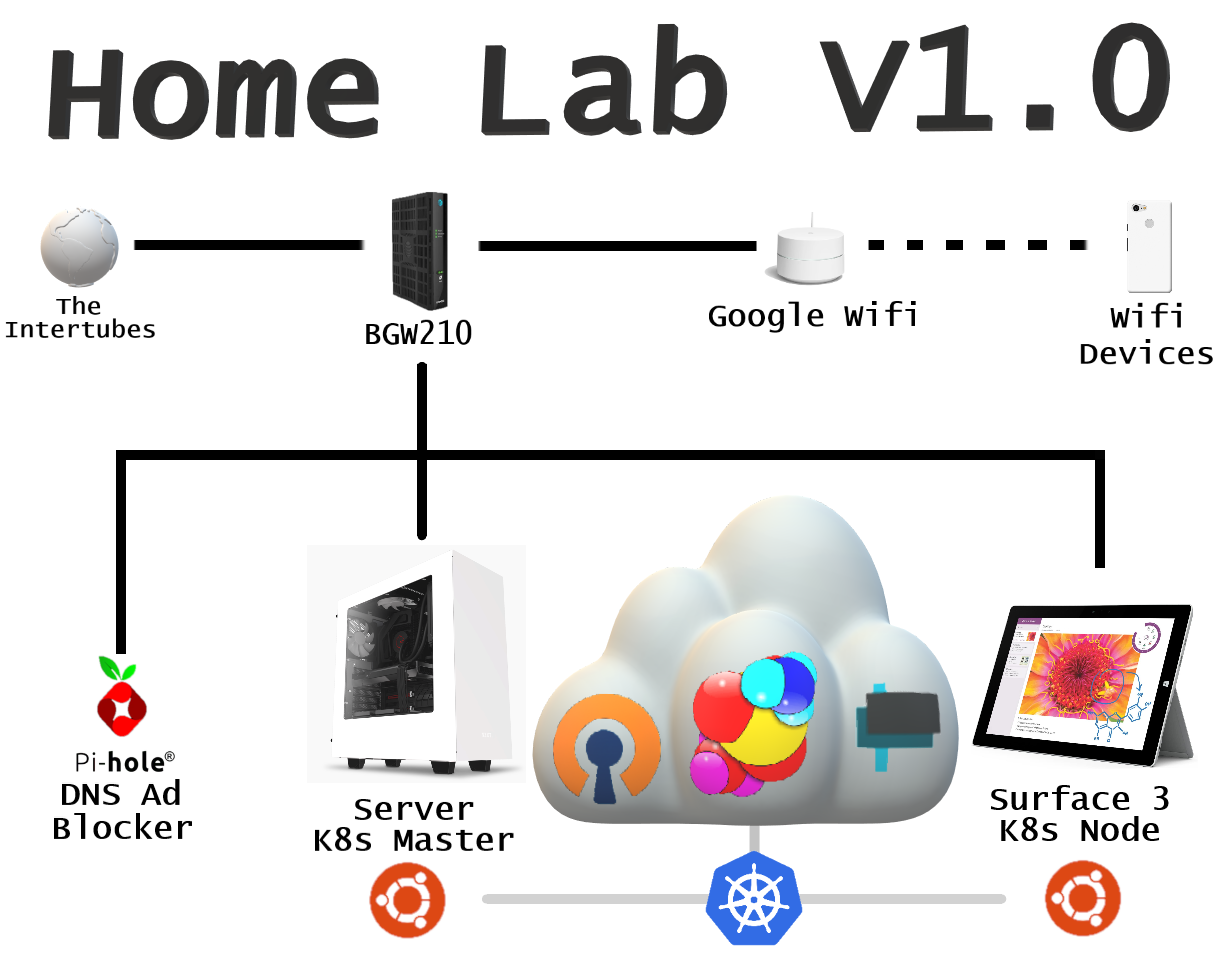 Home Lab V1.0
The
Intertubes
BGW210
Google Wifi
Wifi
Devices
Pi-hole®
DNS Ad
Blocker
Server
K8s Master
Surface 3
K8s Node